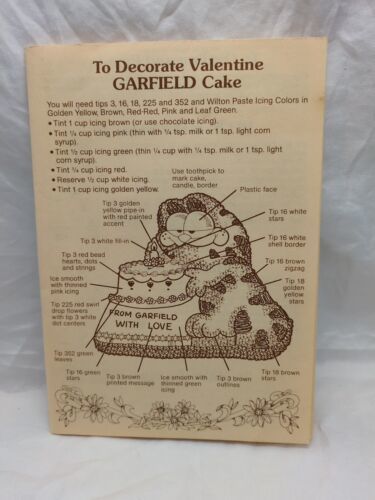 To Decorate Valentine
GARFIELD Cake
You will need tips 3, 16, 18, 225 and 352 and Wilton Paste Icing Colors in
Golden Yellow, Brown, Red-Red, Pink and Leaf Green.
• Tint 1 cup icing brown (or use chocolate icing).
• Tint ¼ cup icing pink (thin with ¼ tsp. milk or 1 tsp. light corn
syrup).
• Tint ½ cup icing green (thin ¼ cup with ¼ tsp. milk or 1 tsp. light
corn syrup).
• Tint ¼ cup icing red.
• Reserve ½ cup white icing.
• Tint 1 cup icing golden yellow.
Use toothpick to
mark cake,
candle, border
Plastic face
Tip 3 golden
yellow pipe-in
with red painted
accent
Tip 3 white fill-in
Tip 3 red bead
hearts, dots
and strings
Ice smooth
with thinned
pink icing
Tip 225 red swirl
drop flowers
with tip 3 white
dot centers
Tip 352 green
leaves
Tip 16 green
stars
Tip 16 white
stars
Tip 16 white
shell border
Tip 16 brown
zigzag
Tip 18
golden
yellow
stars
FROM GARFIELD
WITH LOVE
Tip 3 brown
printed message
Ice smooth with
thinned green
icing
Tip 3 brown
outlines
Tip 18 brown
stars